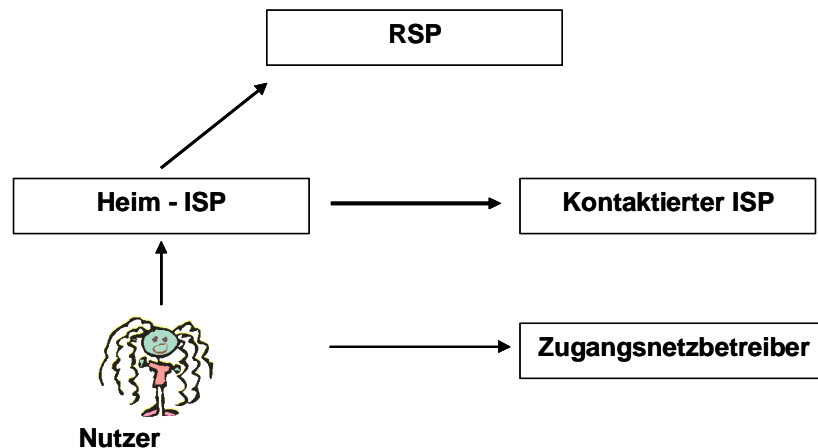 RSP
Heim - ISP
Kontaktierter ISP
Zugangsnetzbetreiber
Nutzer